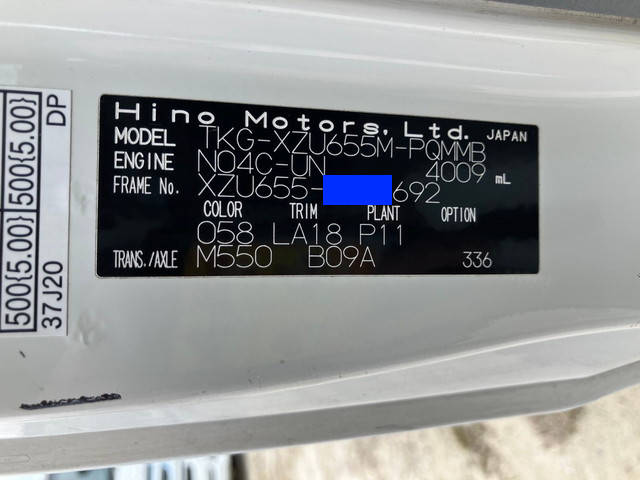 Hino Motors, Ltd. JAPAN
MODEL TKG-XZU655M-PQMMB
ENGINE N04C-UN 4009 mL
FRAME No. XZU655- 692
COLOR TRIM PLANT OPTION
058 LA18 P11
TRANS./AXLE M550 B09A 336
500{5.00} 500{5.00}
37J20 DP